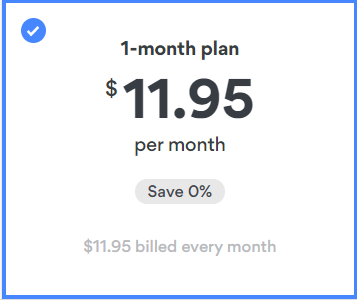 1-month plan
$11.95
per month
Save 0%
$11.95 billed every month